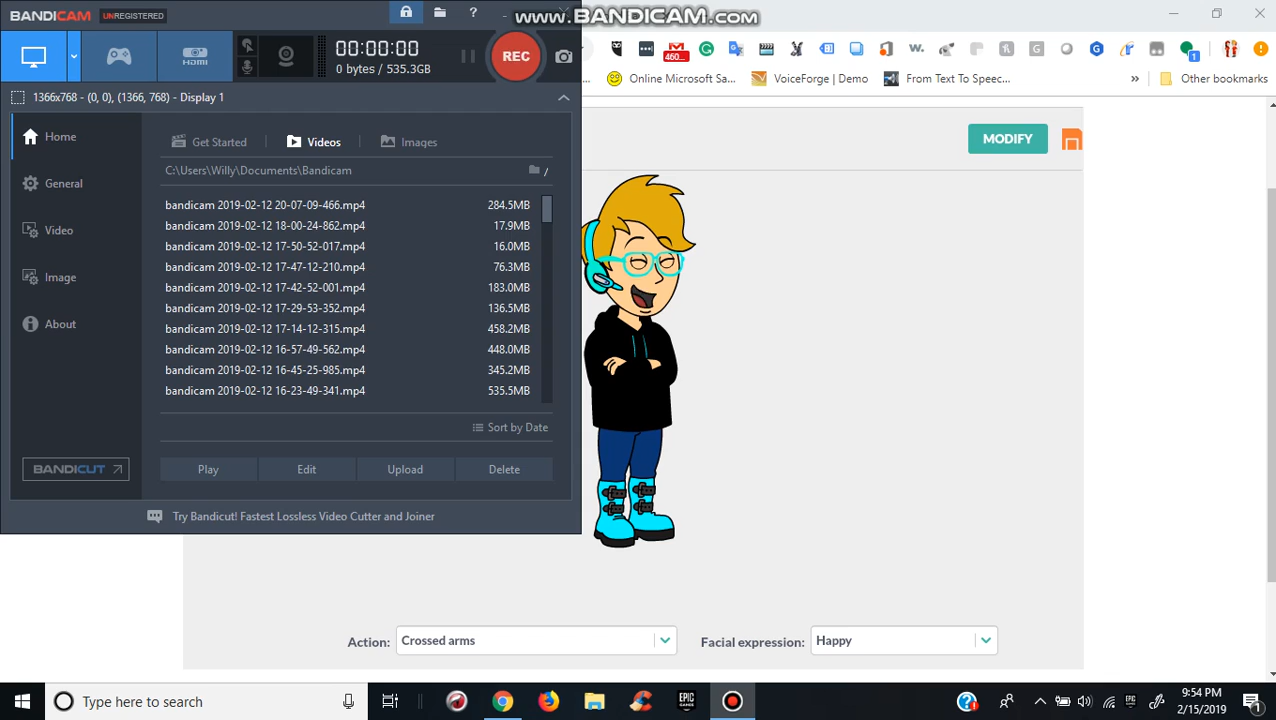 BANDICAM UNREGISTERED
www.BANDICAM.com
00:00:00
0 bytes / 535.3GB
REC
HDMI
1366x768 - (0, 0), (1366, 768) - Display 1
Home
General
Video
Image
About
Get Started
Videos
Images
C:\Users\Willy\Documents\Bandicam
bandicam 2019-02-12 20-07-09-466.mp4 284.5MB
bandicam 2019-02-12 18-00-24-862.mp4 17.9MB
bandicam 2019-02-12 17-50-52-017.mp4 16.0MB
bandicam 2019-02-12 17-47-12-210.mp4 76.3MB
bandicam 2019-02-12 17-42-52-001.mp4 183.0MB
bandicam 2019-02-12 17-29-53-352.mp4 136.5MB
bandicam 2019-02-12 17-14-12-315.mp4 458.2MB
bandicam 2019-02-12 16-57-49-562.mp4 448.0MB
bandicam 2019-02-12 16-45-25-985.mp4 345.2MB
bandicam 2019-02-12 16-23-49-341.mp4 535.5MB
Sort by Date
Play Edit Upload Delete
BANDICUT
Try Bandicut! Fastest Lossless Video Cutter and Joiner
460
1
Online Microsoft Sa...
VoiceForge | Demo
From Text To Speec...
»
Other bookmarks
MODIFY
Action: Crossed arms
Facial expression: Happy
Type here to search
EPIC GAMES
9:54 PM
2/15/2019
1